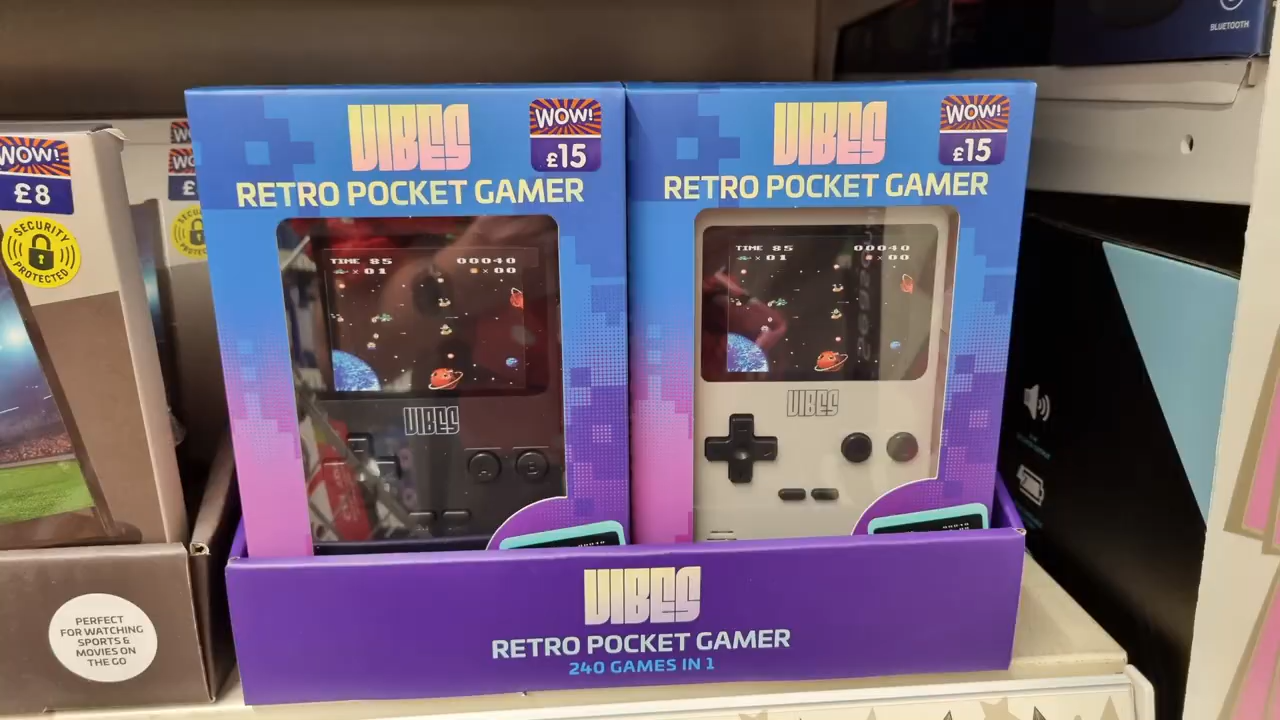 BLUETOOTH
WOW!
£8
SECURITY
PROTECTED
WOW!
£
VIBES
WOW!
£15
RETRO POCKET GAMER
TIME 85
00040
×01
×00
VIBES
A
B
VIBES
WOW!
£15
RETRO POCKET GAMER
TIME 85
00040
×01
×00
VIBES
PERFECT
FOR WATCHING
SPORTS &
MOVIES ON
THE GO
VIBES
RETRO POCKET GAMER
240 GAMES IN 1